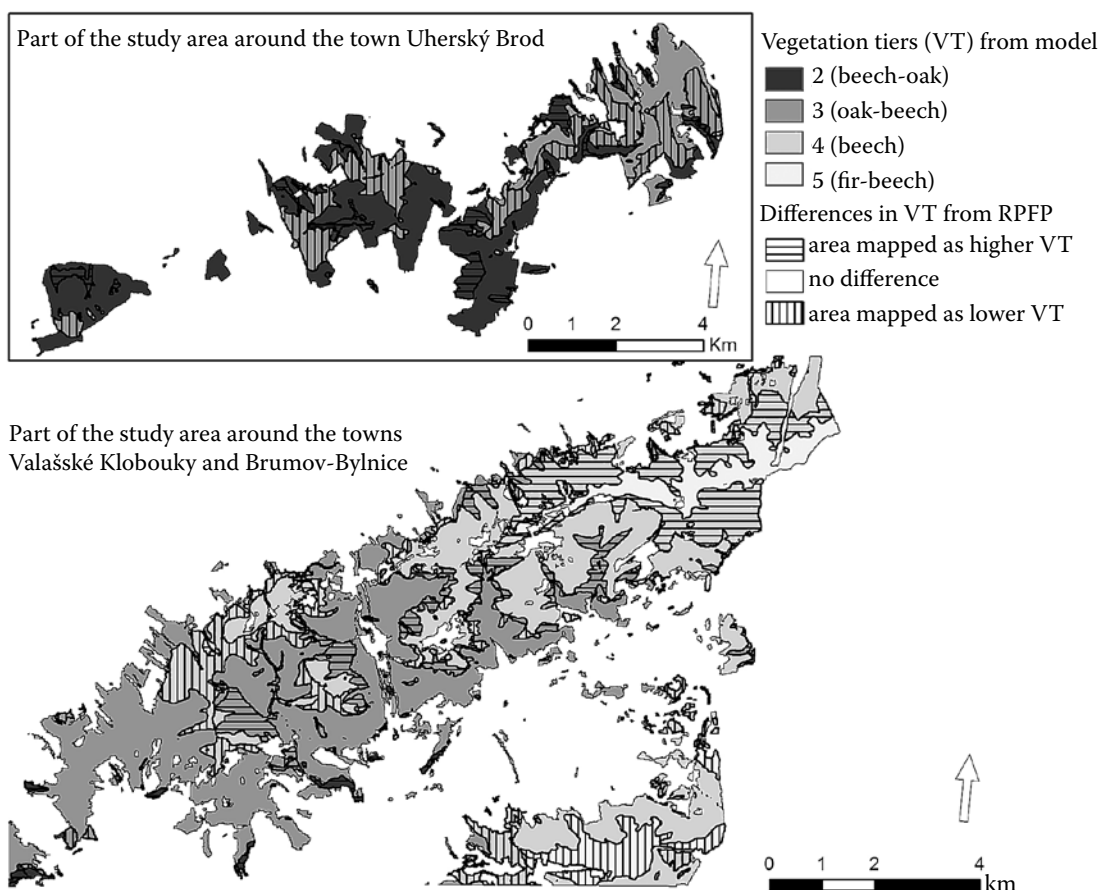 Part of the study area around the town Uherský Brod
0 1 2 4
Km
Vegetation tiers (VT) from model
2 (beech-oak)
3 (oak-beech)
4 (beech)
5 (fir-beech)
Differences in VT from RPFP
area mapped as higher VT
no difference
area mapped as lower VT
Part of the study area around the towns
Valašské Klobouky and Brumov-Bylnice
0 1 2 4
km